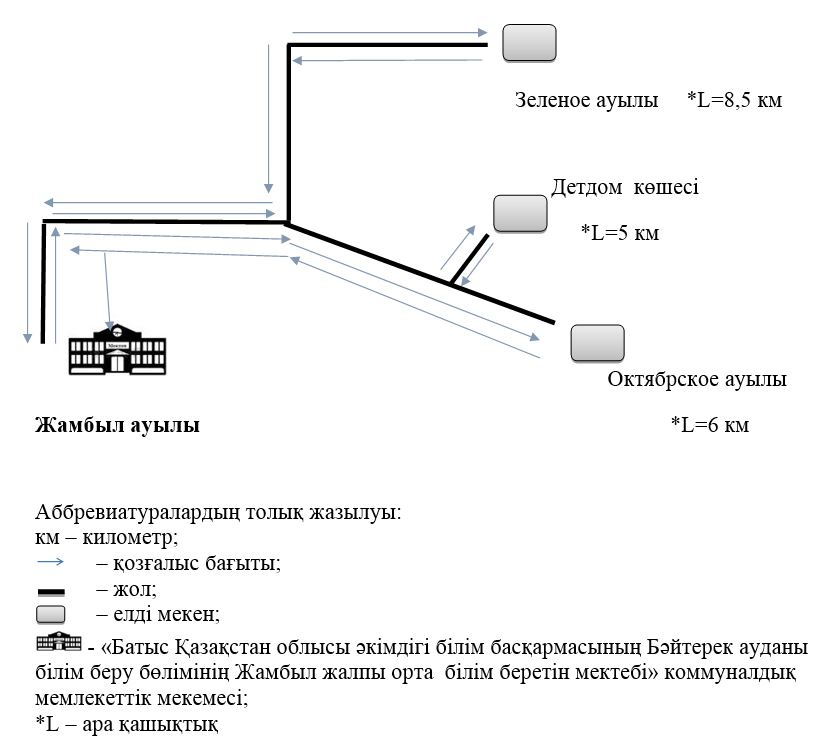 Зеленое ауылы *L=8,5 км
Детдом көшесі
*L=5 км
Мектеп
Октябрское ауылы
Жамбыл ауылы *L=6 км
Аббревиатуралардың толық жазылуы:
км – километр;
– қозғалыс бағыты;
– жол;
– елді мекен;
- «Батыс Қазақстан облысы әкімдігі білім басқармасының Бәйтерек ауданы
білім беру бөлімінің Жамбыл жалпы орта білім беретін мектебі» коммуналдық
мемлекеттік мекемесі;
*L – ара қашықтық